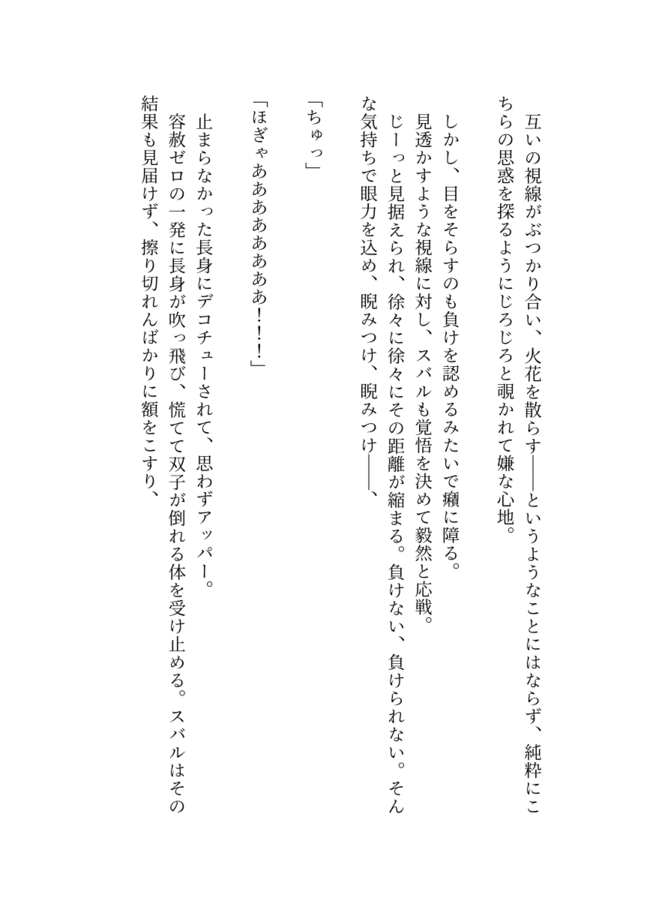 互いの視線がぶつかり合い、火花を散らす――というようなことにはならず、純粋にこ
ちらの思惑を探るようにじろじろと覗かれて嫌な心地。
しかし、目をそらすのも負けを認めるみたいで癪に障る。
見透かすような視線に対し、スバルも覚悟を決めて毅然と応戦。
じーっと見据えられ、徐々に徐々にその距離が縮まる。負けない、負けられない。そん
な気持ちで眼力を込め、睨みつけ、睨みつけ――、
「ちゅっ」
「ほぎゃあああああああ！！！」
止まらなかった長身にデコチューされて、思わずアッパー。
容赦ゼロの一発に長身が吹っ飛び、慌てて双子が倒れる体を受け止める。スバルはその
結果も見届けず、擦り切れんばかりに額をこすり、